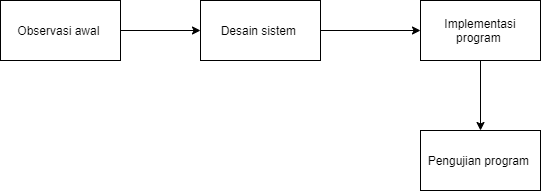 Observasi awal
Desain sistem
Implementasi
program
Pengujian program